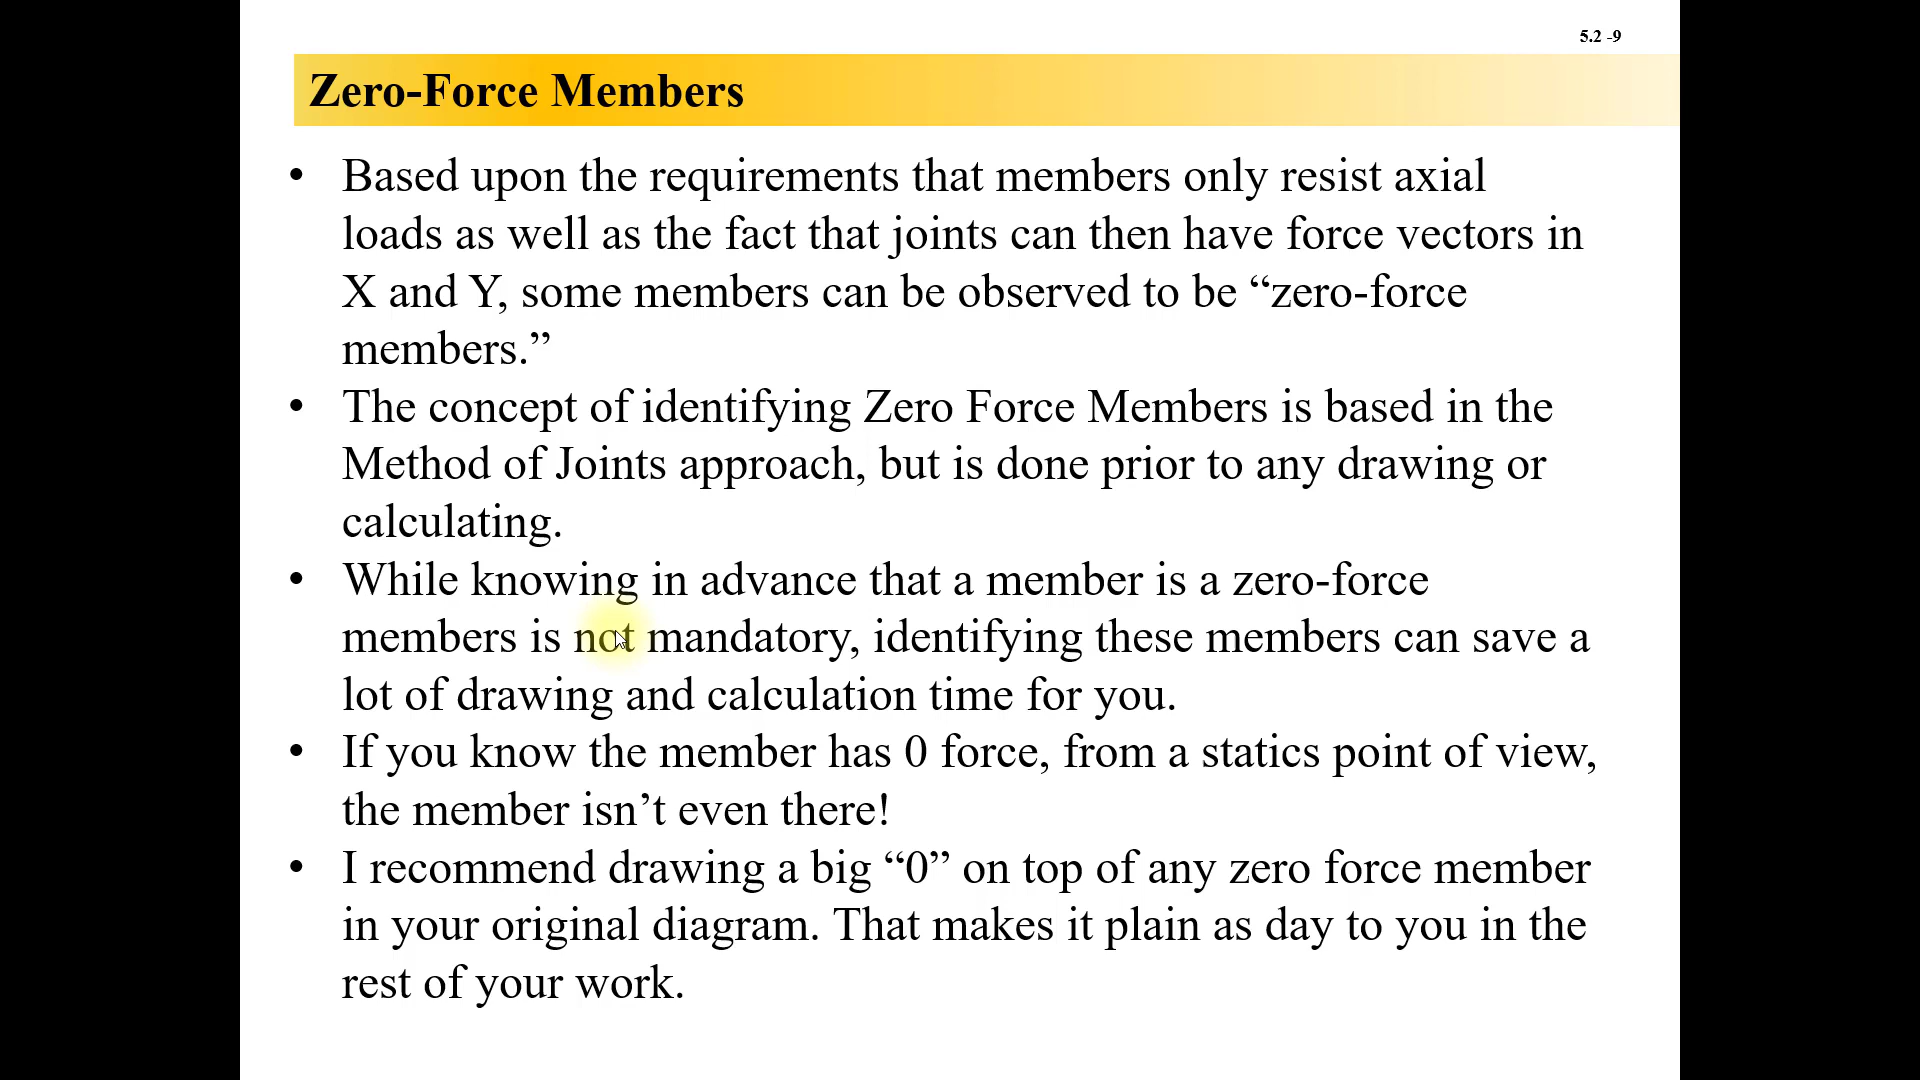 5.2 -9
Zero-Force Members
• Based upon the requirements that members only resist axial
loads as well as the fact that joints can then have force vectors in
X and Y, some members can be observed to be “zero-force
members.”
• The concept of identifying Zero Force Members is based in the
Method of Joints approach, but is done prior to any drawing or
calculating.
• While knowing in advance that a member is a zero-force
members is not mandatory, identifying these members can save a
lot of drawing and calculation time for you.
• If you know the member has 0 force, from a statics point of view,
the member isn’t even there!
• I recommend drawing a big “0” on top of any zero force member
in your original diagram. That makes it plain as day to you in the
rest of your work.